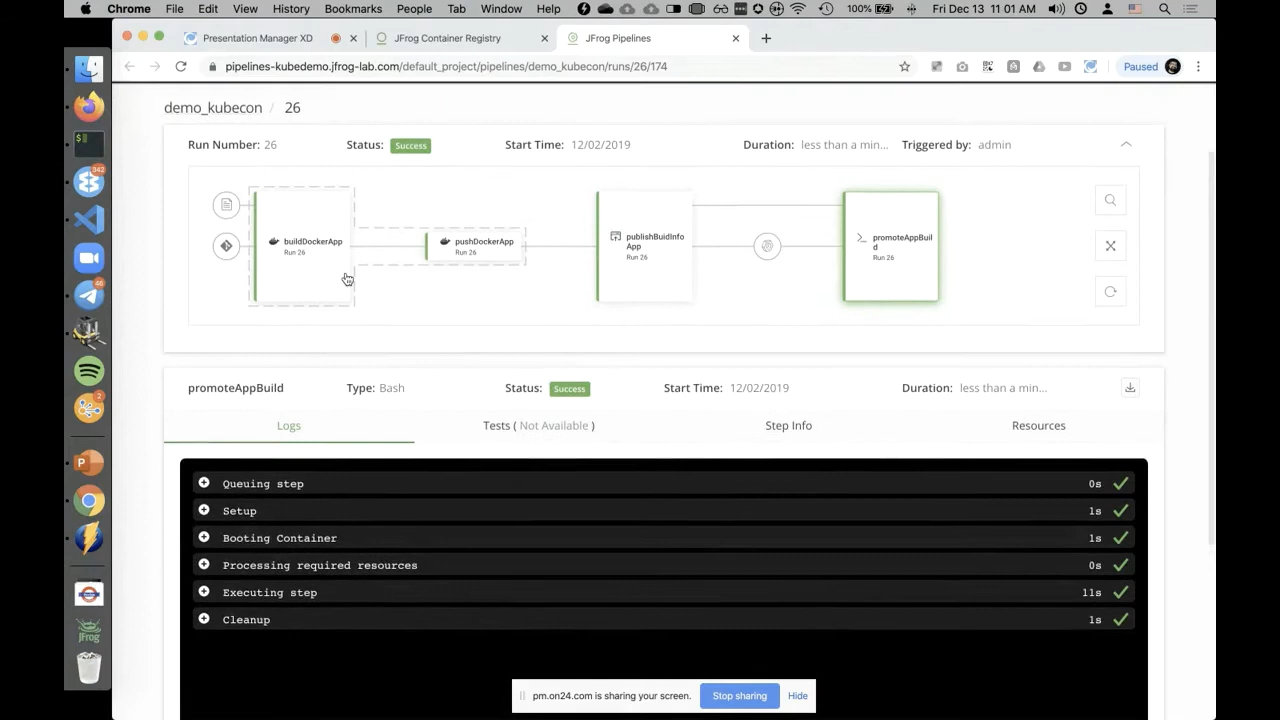 Chrome File Edit View History Bookmarks People Tab Window Help 100% Fri Dec 13 11:01 AM
Presentation Manager XD JFrog Container Registry JFrog Pipelines
pipelines-kubedemo.jfrog-lab.com/default_project/pipelines/demo_kubecon/runs/26/174 Paused
demo_kubecon / 26
Run Number: 26 Status: Success Start Time: 12/02/2019 Duration: less than a min... Triggered by: admin
buildDockerApp
Run 26
pushDockerApp
Run 26
publishBuidInfo
App
Run 26
promoteAppBuil
d
Run 26
promoteAppBuild Type: Bash Status: Success Start Time: 12/02/2019 Duration: less than a min...
Logs Tests ( Not Available ) Step Info Resources
Queuing step 0s
Setup 1s
Booting Container 1s
Processing required resources 0s
Executing step 11s
Cleanup 1s
pm.on24.com is sharing your screen. Stop sharing Hide
342
46
2
$
P
JFrog